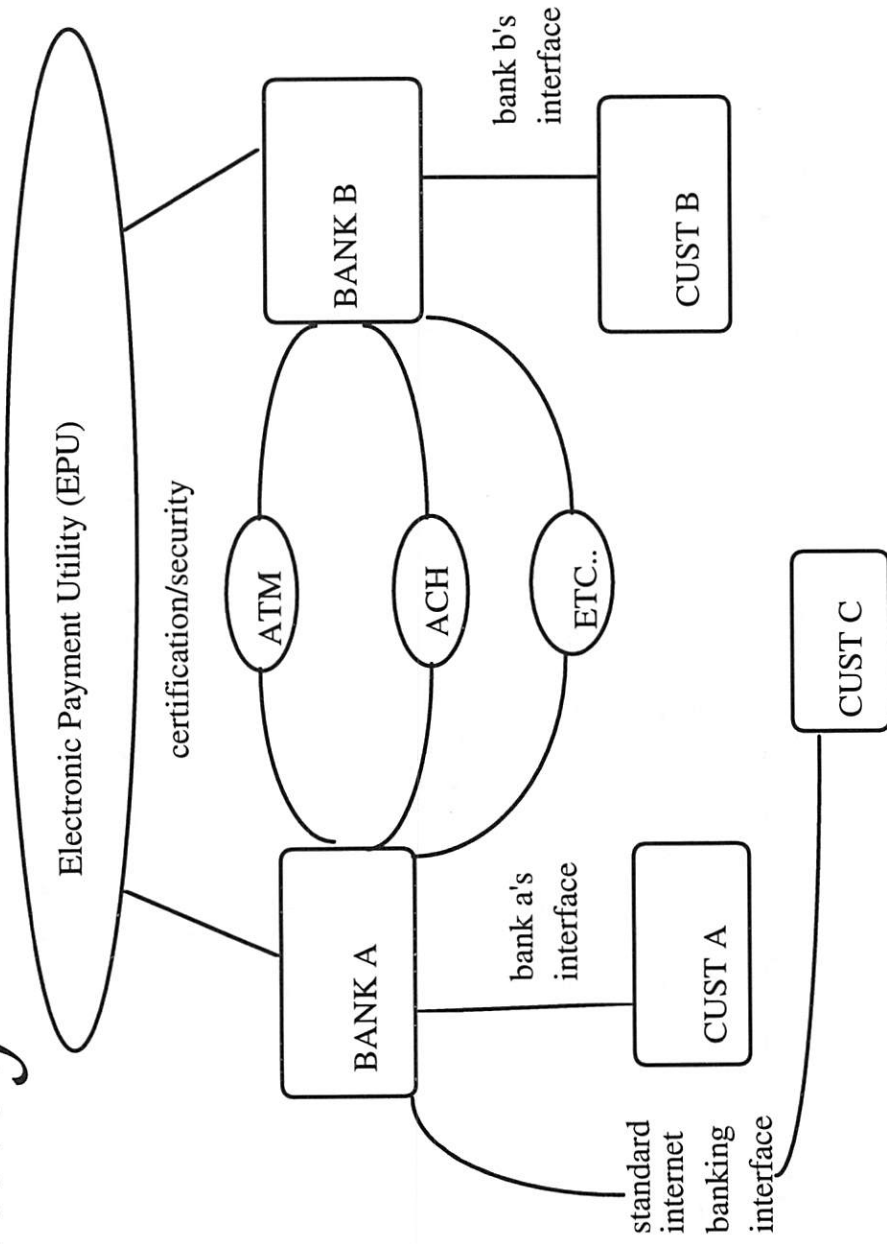 Electronic Payment Utility (EPU)
certification/security
BANK A
ATM
BANK B
ACH
ETC..
bank a's
interface
bank b's
interface
CUST A
CUST B
standard
internet
banking
interface
CUST C